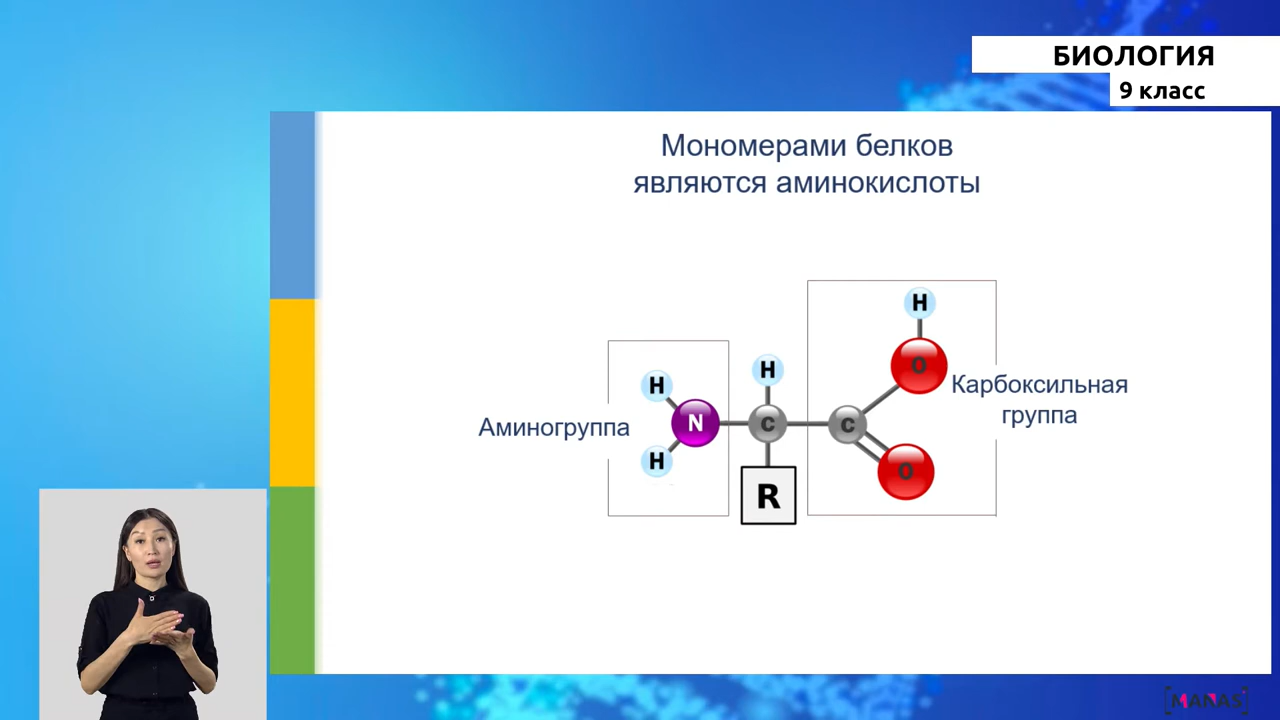 БИОЛОГИЯ
9 класс
Мономерами белков
являются аминокислоты
H
H
H
O
Карбоксильная
группа
Аминогруппа
N
C
C
H
O
R
MANAS